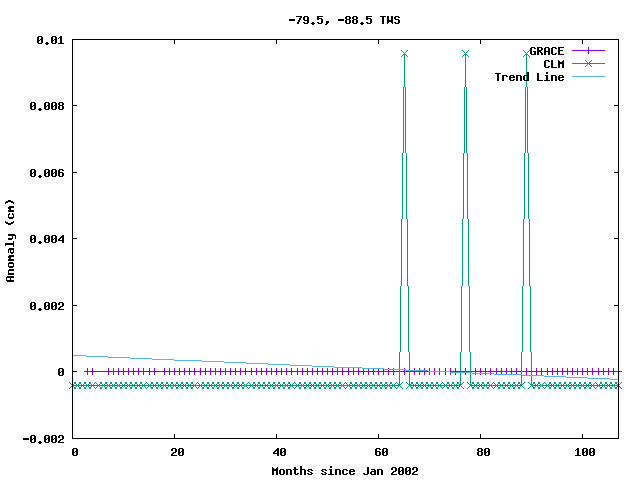 -79.5, -88.5 TWS
0.01
0.008
0.006
0.004
0.002
0
-0.002
Anomaly (cm)
GRACE
CLM
Trend Line
0 20 40 60 80 100
Months since Jan 2002